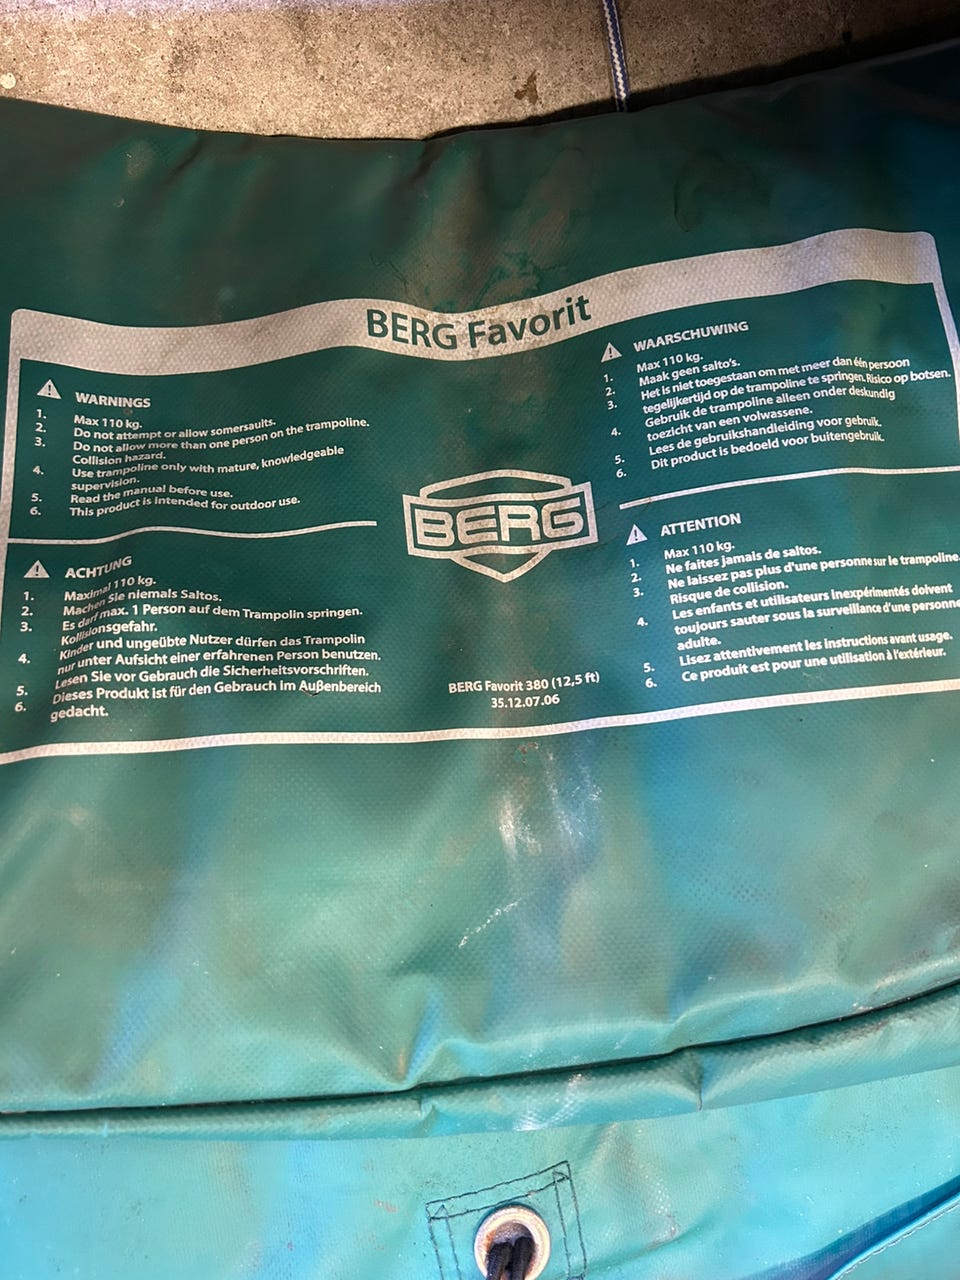 BERG Favorit
WARNINGS
1. Max 110 kg.
2. Do not attempt or allow somersaults.
3. Do not allow more than one person on the trampoline.
Collision hazard.
4. Use trampoline only with mature, knowledgeable
supervision.
5. Read the manual before use.
6. This product is intended for outdoor use.
ACHTUNG
1. Maximal 110 kg.
2. Machen Sie niemals Saltos.
3. Es darf max. 1 Person auf dem Trampolin springen.
Kollisionsgefahr.
4. Kinder und ungeübte Nutzer dürfen das Trampolin
nur unter Aufsicht einer erfahrenen Person benutzen.
5. Lesen Sie vor Gebrauch die Sicherheitsvorschriften.
6. Dieses Produkt ist für den Gebrauch im Außenbereich
gedacht.
BERG
BERG Favorit 380 (12,5 ft)
35.12.07.06
WAARSCHUWING
1. Max 110 kg.
2. Maak geen salto's.
3. Het is niet toegestaan om met meer dan één persoon
tegelijkertijd op de trampoline te springen. Risico op botsen.
4. Gebruik de trampoline alleen onder deskundig
toezicht van een volwassene.
5. Lees de gebruikshandleiding voor gebruik.
6. Dit product is bedoeld voor buitengebruik.
ATTENTION
1. Max 110 kg.
2. Ne faites jamais de saltos.
3. Ne laissez pas plus d'une personne sur le trampoline.
Risque de collision.
4. Les enfants et utilisateurs inexpérimentés doivent
toujours sauter sous la surveillance d'une personne
adulte.
5. Lisez attentivement les instructions avant usage.
6. Ce produit est pour une utilisation à l'extérieur.